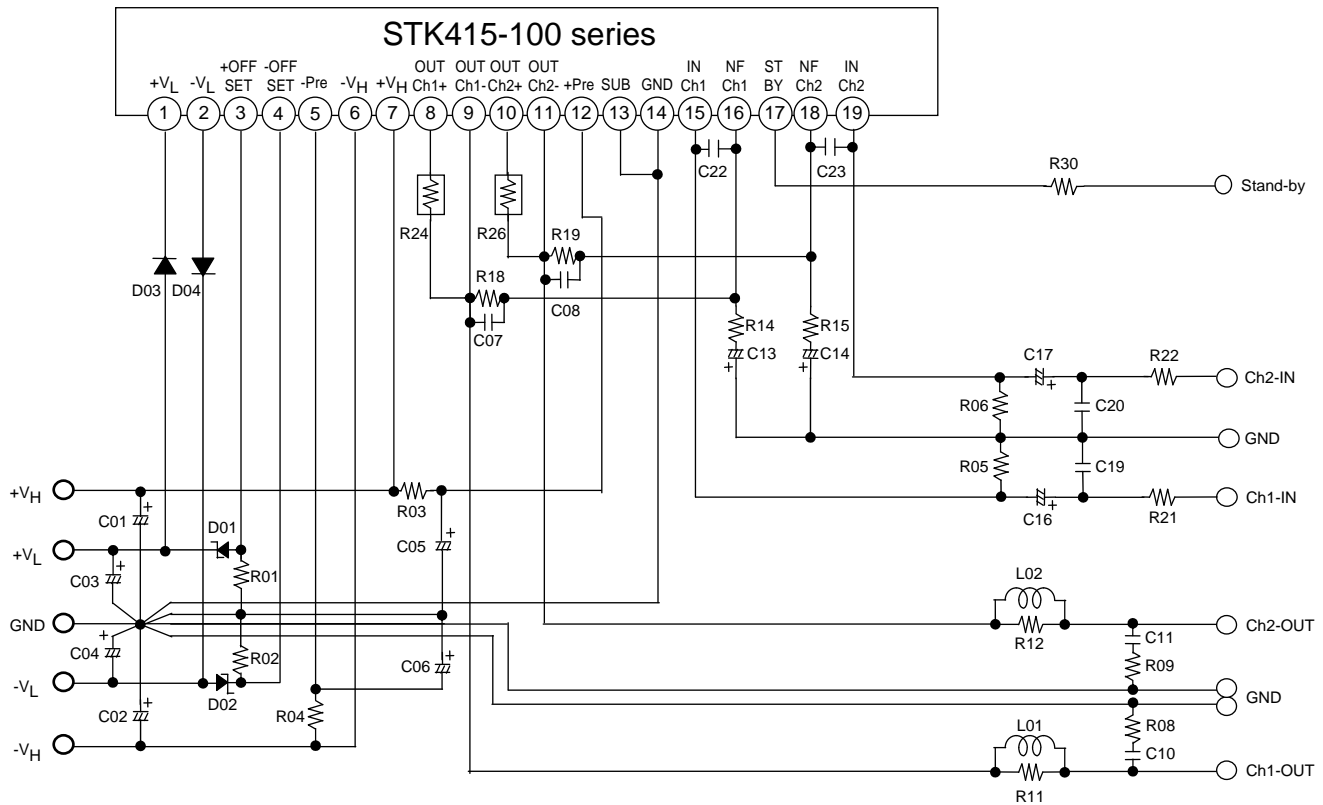 STK415-100 series
+VL
-VL
+OFF SET
-OFF SET
-Pre
-VH
+VH
OUT Ch1+
OUT Ch1-
OUT Ch2+
OUT Ch2-
+Pre
SUB
GND
IN Ch1
NF Ch1
ST BY
NF Ch2
IN Ch2
1 2 3 4 5 6 7 8 9 10 11 12 13 14 15 16 17 18 19
C22
C23
R30
Stand-by
R24
R26
R19
D03
D04
R18
C08
C07
R14
R15
C13
+
C14
+
C17
+
R22
Ch2-IN
R06
C20
GND
R05
C19
+VH
C01
+
R03
C16
+
R21
Ch1-IN
+VL
C03
+
D01
R01
C05
+
L02
GND
C04
+
R02
C06
+
R12
C11
Ch2-OUT
R09
-VL
C02
+
D02
R04
GND
R08
L01
-VH
C10
Ch1-OUT
R11